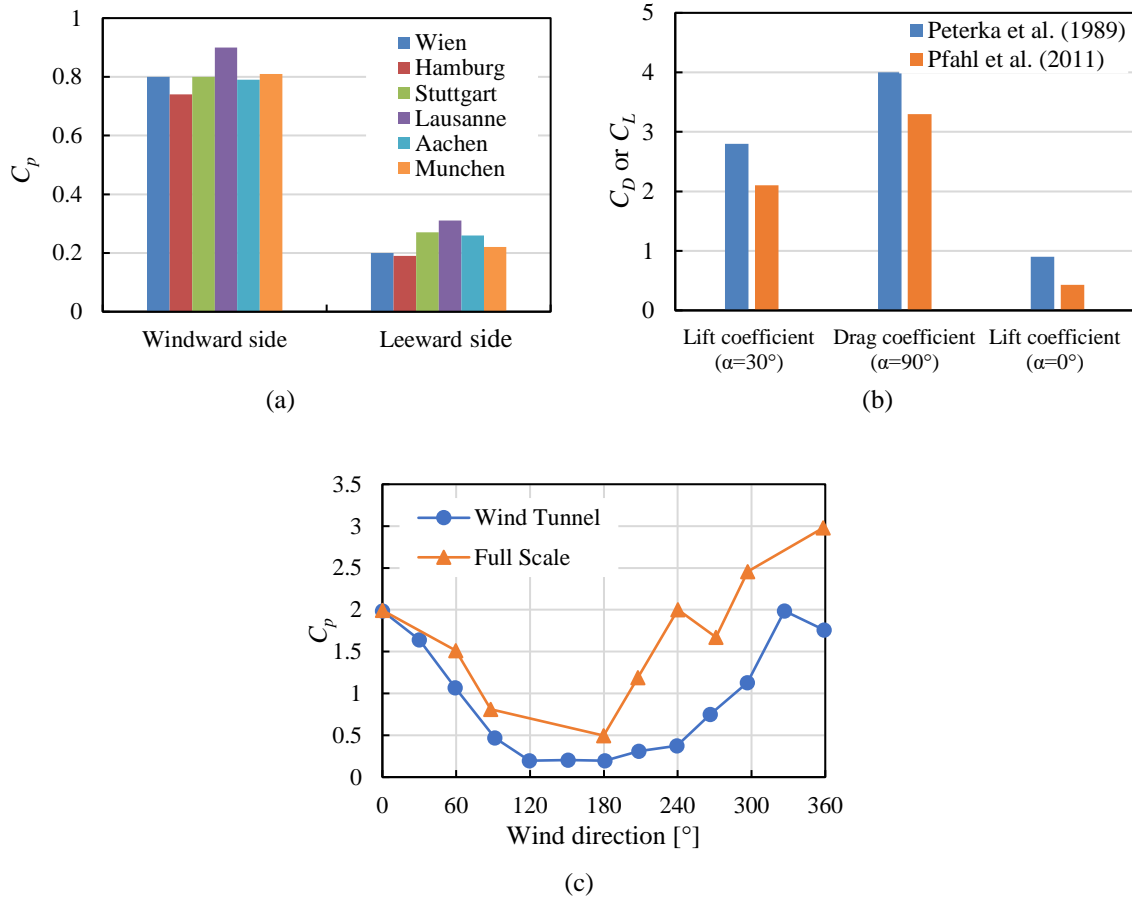 1
0.8
0.6
0.4
0.2
0
Cp
Wien
Hamburg
Stuttgart
Lausanne
Aachen
Munchen
Windward side
Leeward side
(a)
5
4
3
2
1
0
CD or CL
Peterka et al. (1989)
Pfahl et al. (2011)
Lift coefficient
(α=30°)
Drag coefficient
(α=90°)
Lift coefficient
(α=0°)
(b)
3.5
3
2.5
2
1.5
1
0.5
0
Cp
Wind Tunnel
Full Scale
0 60 120 180 240 300 360
Wind direction [°]
(c)